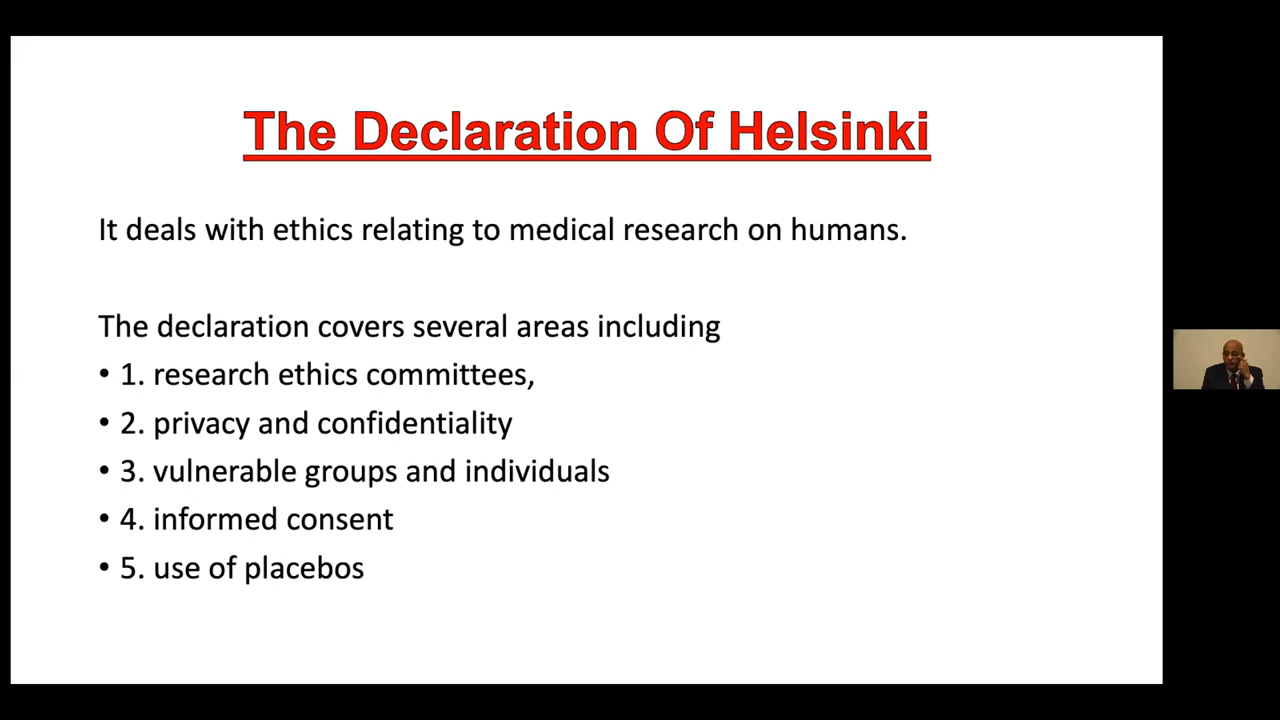 The Declaration Of Helsinki
It deals with ethics relating to medical research on humans.
The declaration covers several areas including
• 1. research ethics committees,
• 2. privacy and confidentiality
• 3. vulnerable groups and individuals
• 4. informed consent
• 5. use of placebos